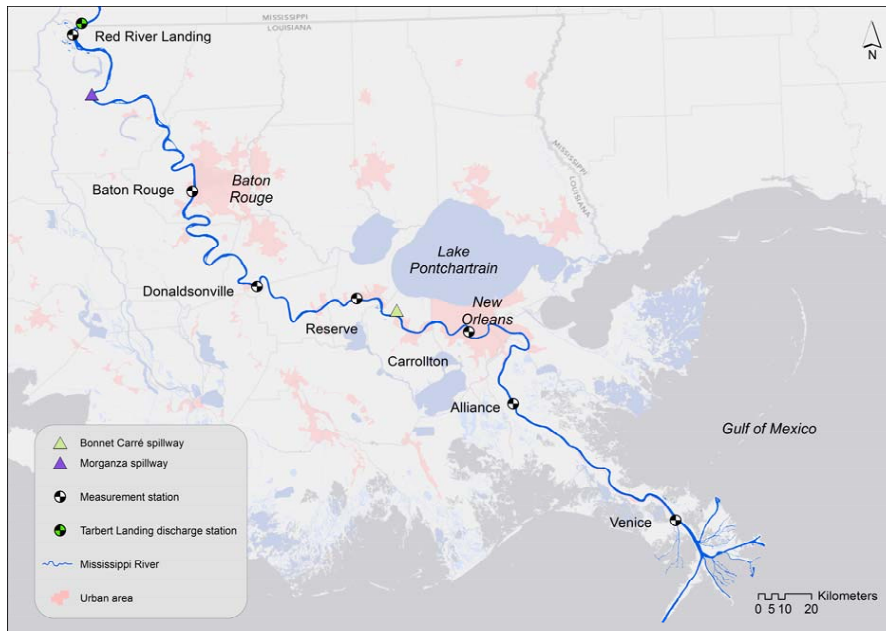 MISSISSIPPI
LOUISIANA
Red River Landing
N
MISSISSIPPI
LOUISIANA
Baton Rouge
Baton
Rouge
Lake
Pontchartrain
Donaldsonville
New
Orleans
Reserve
Carrollton
Alliance
Gulf of Mexico
Venice
Bonnet Carré spillway
Morganza spillway
Measurement station
Tarbert Landing discharge station
Mississippi River
Urban area
Kilometers
0 5 10 20